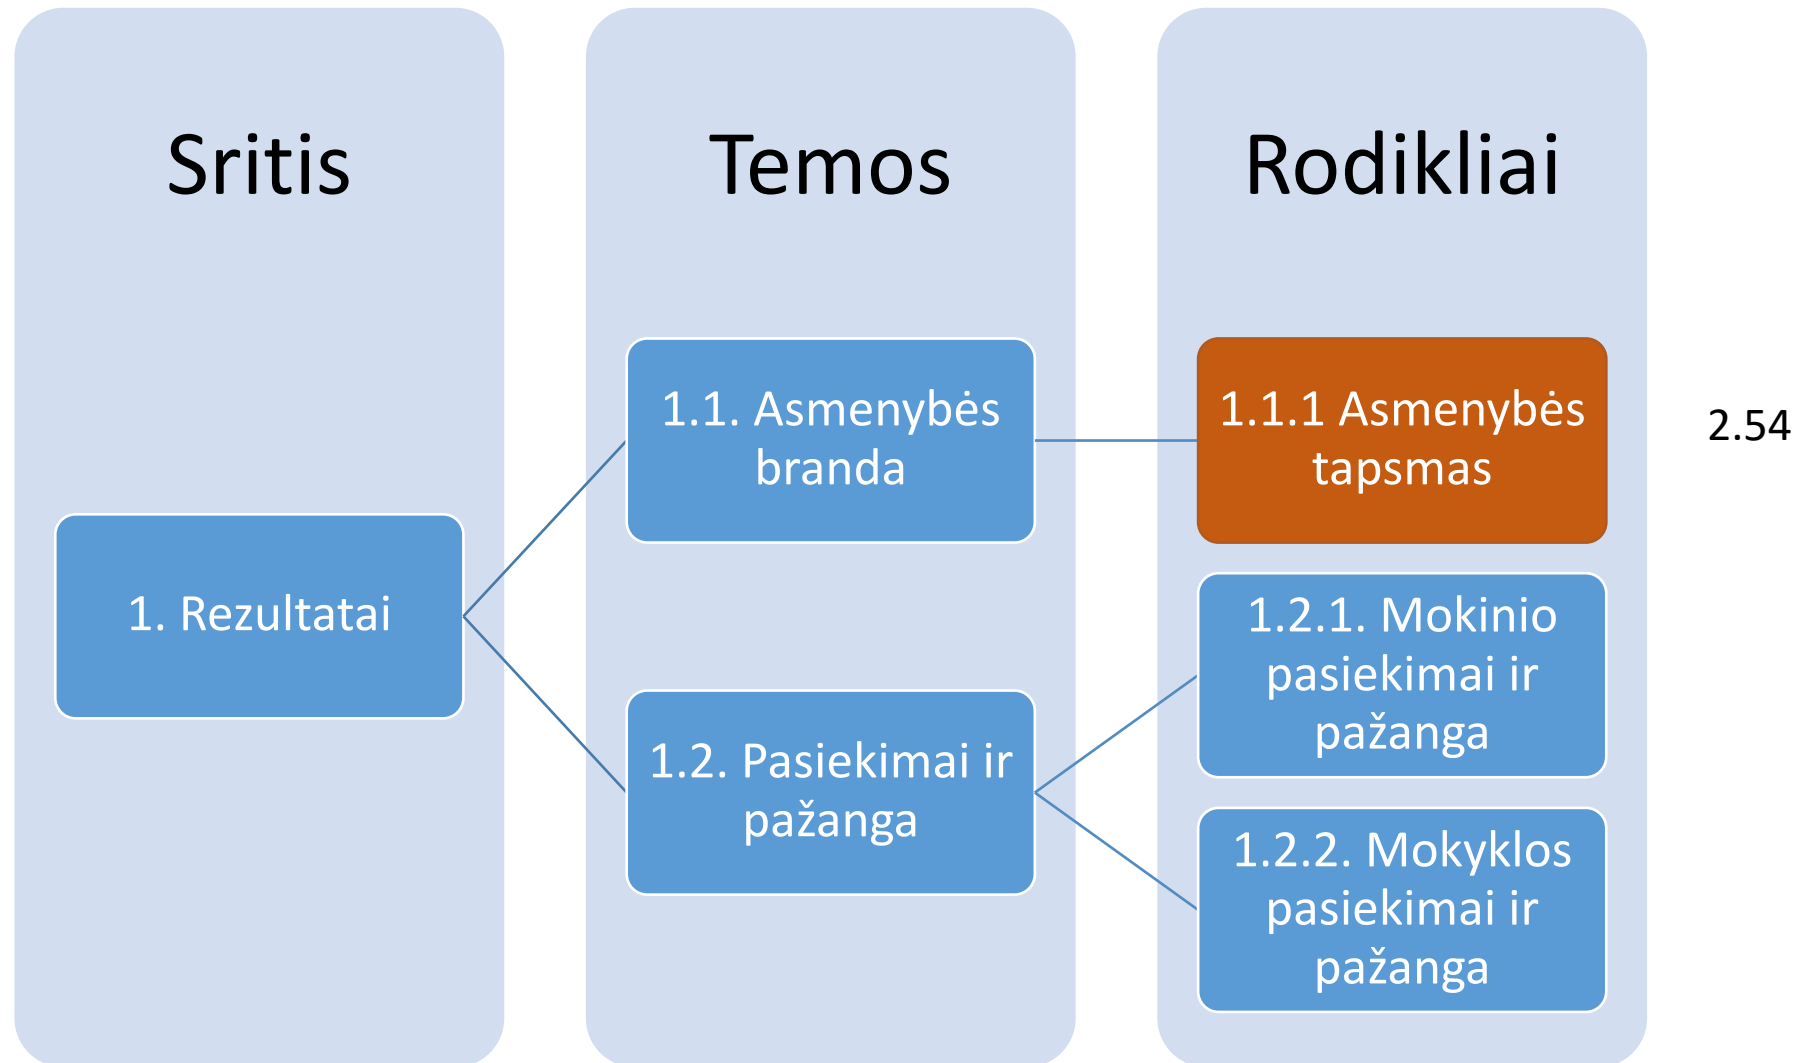 Sritis
Temos
Rodikliai
1. Rezultatai
1.1. Asmenybės
branda
1.2. Pasiekimai ir
pažanga
1.1.1 Asmenybės
tapsmas
2.54
1.2.1. Mokinio
pasiekimai ir
pažanga
1.2.2. Mokyklos
pasiekimai ir
pažanga